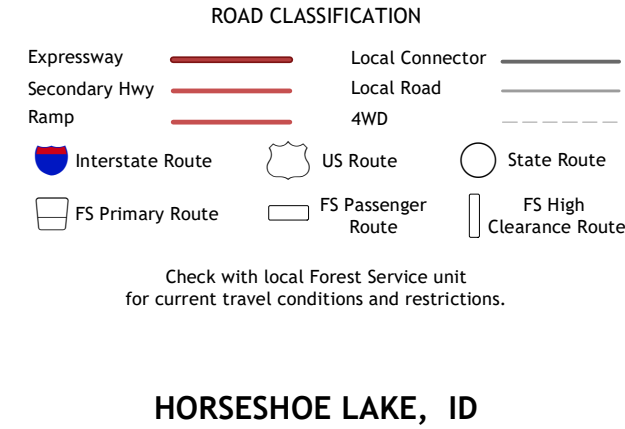 ROAD CLASSIFICATION
Expressway
Local Connector
Secondary Hwy
Local Road
Ramp
4WD
Interstate Route
US Route
State Route
FS Primary Route
FS Passenger
Route
FS High
Clearance Route
Check with local Forest Service unit
for current travel conditions and restrictions.
HORSESHOE LAKE, ID